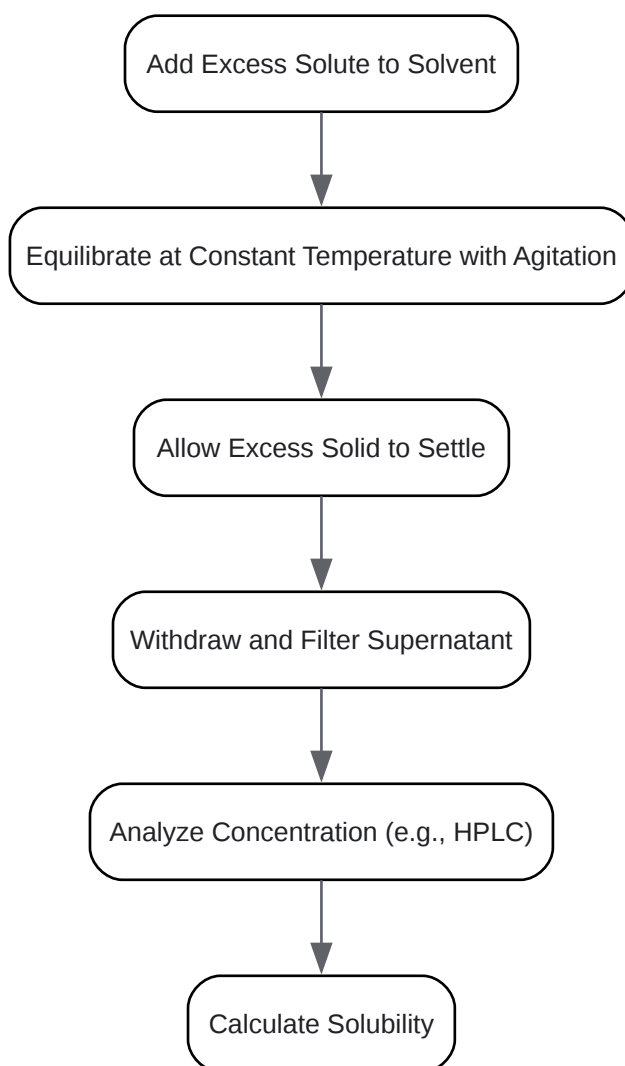 Add Excess Solute to Solvent
Equilibrate at Constant Temperature with Agitation
Allow Excess Solid to Settle
Withdraw and Filter Supernatant
Analyze Concentration (e.g., HPLC)
Calculate Solubility